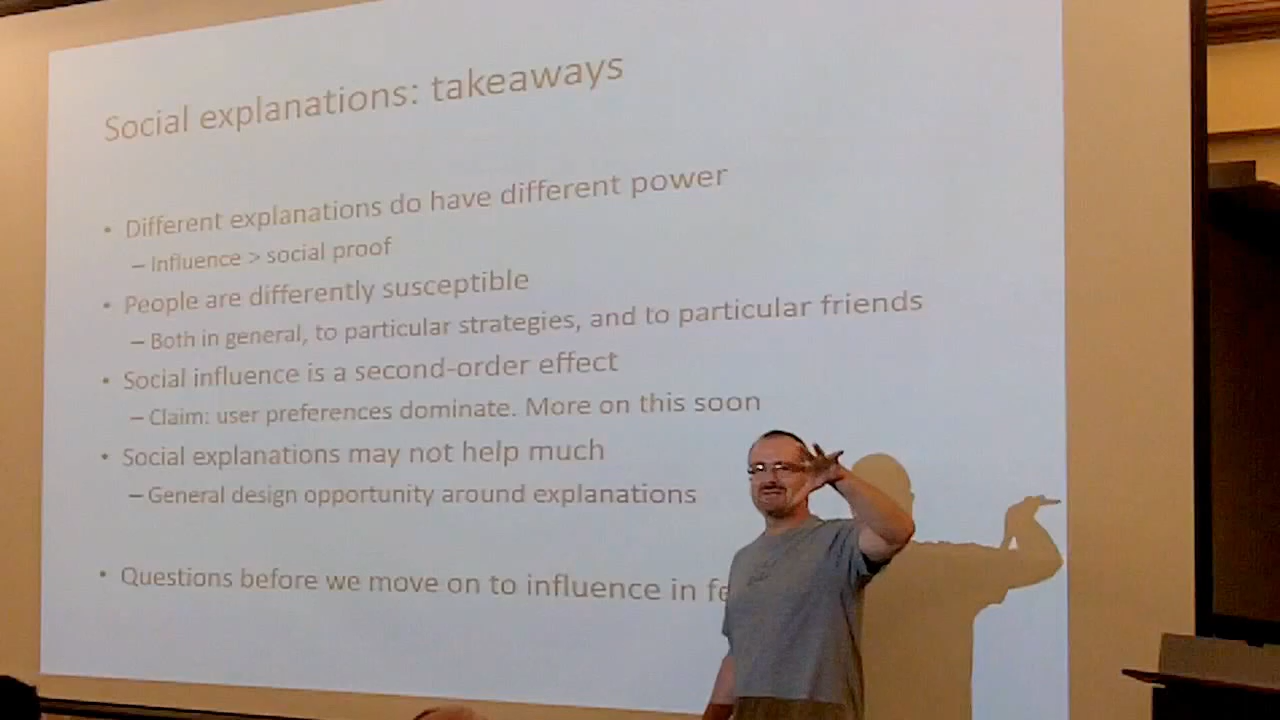 Social explanations: takeaways
• Different explanations do have different power
– Influence > social proof
• People are differently susceptible
– Both in general, to particular strategies, and to particular friends
• Social influence is a second-order effect
– Claim: user preferences dominate. More on this soon
• Social explanations may not help much
– General design opportunity around explanations
• Questions before we move on to influence in fe